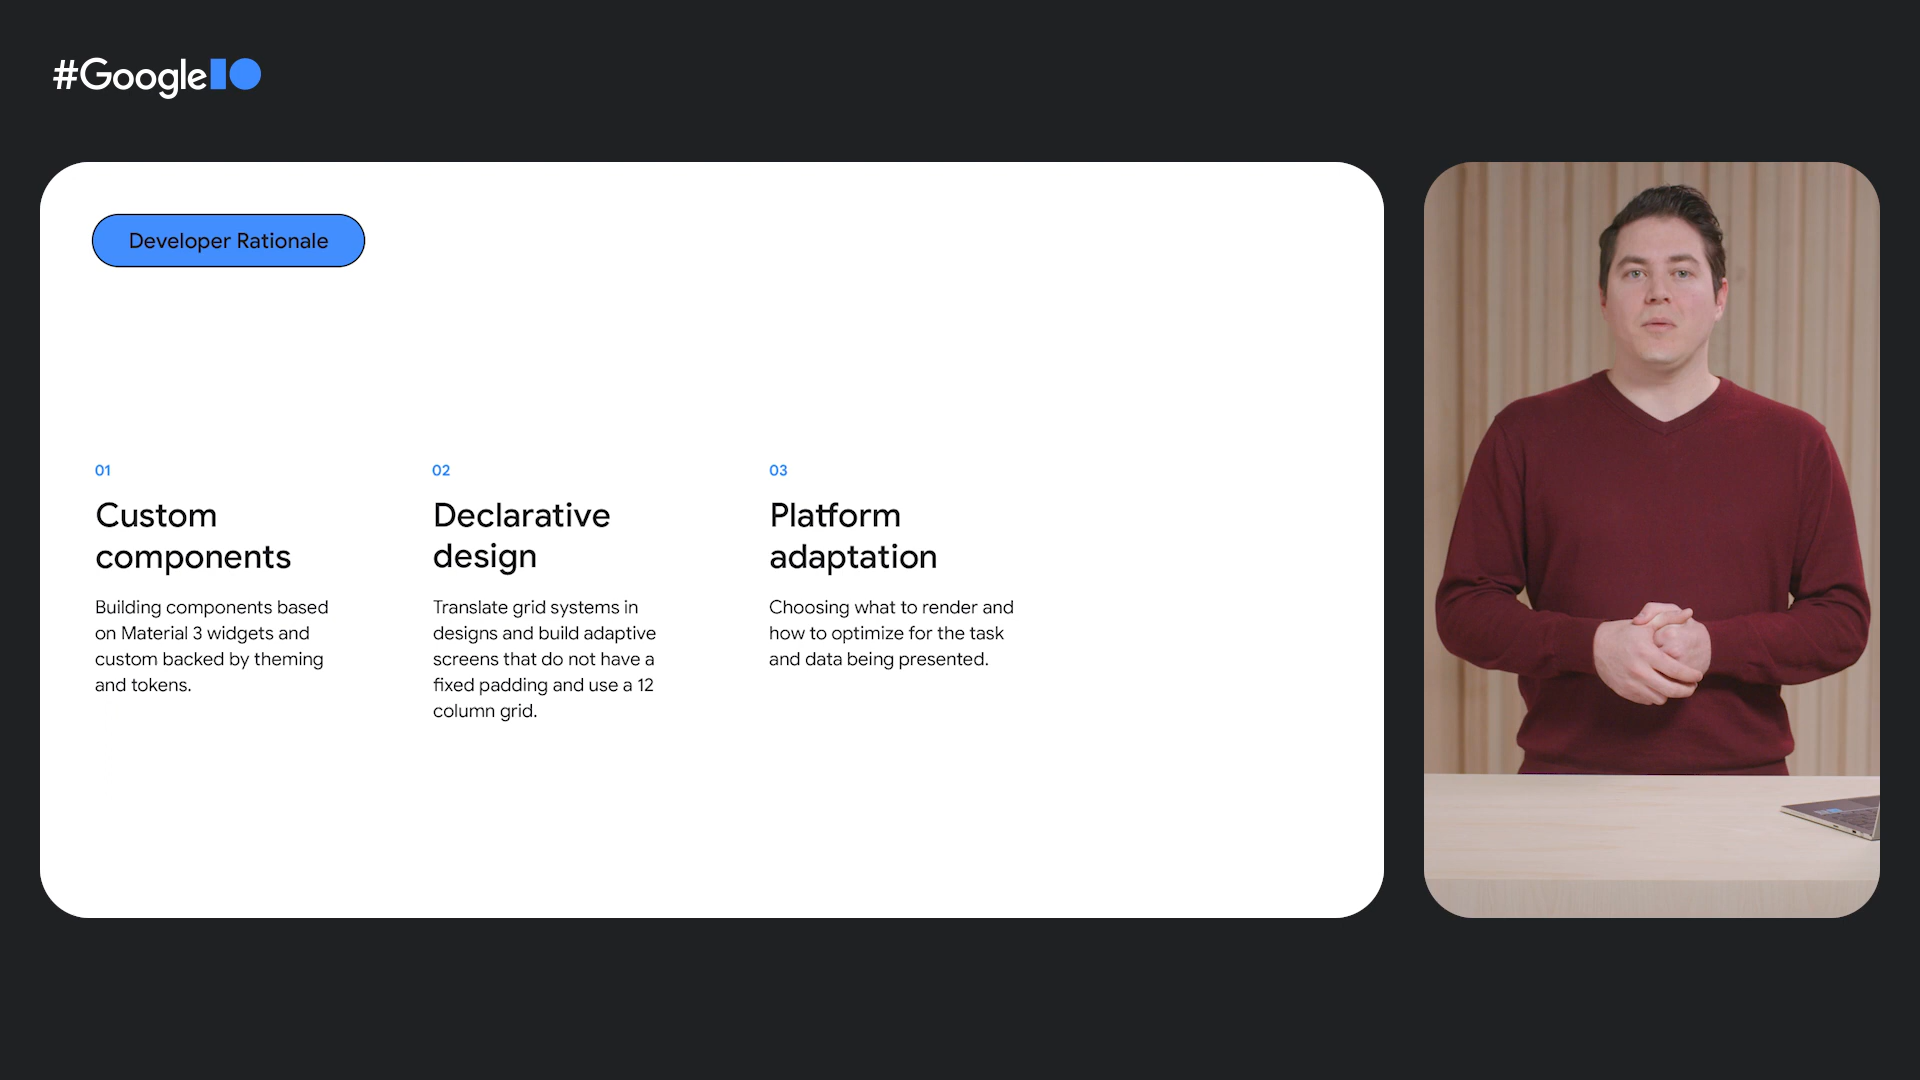 #GoogleIO
Developer Rationale
01
Custom
components
Building components based
on Material 3 widgets and
custom backed by theming
and tokens.
02
Declarative
design
Translate grid systems in
designs and build adaptive
screens that do not have a
fixed padding and use a 12
column grid.
03
Platform
adaptation
Choosing what to render and
how to optimize for the task
and data being presented.